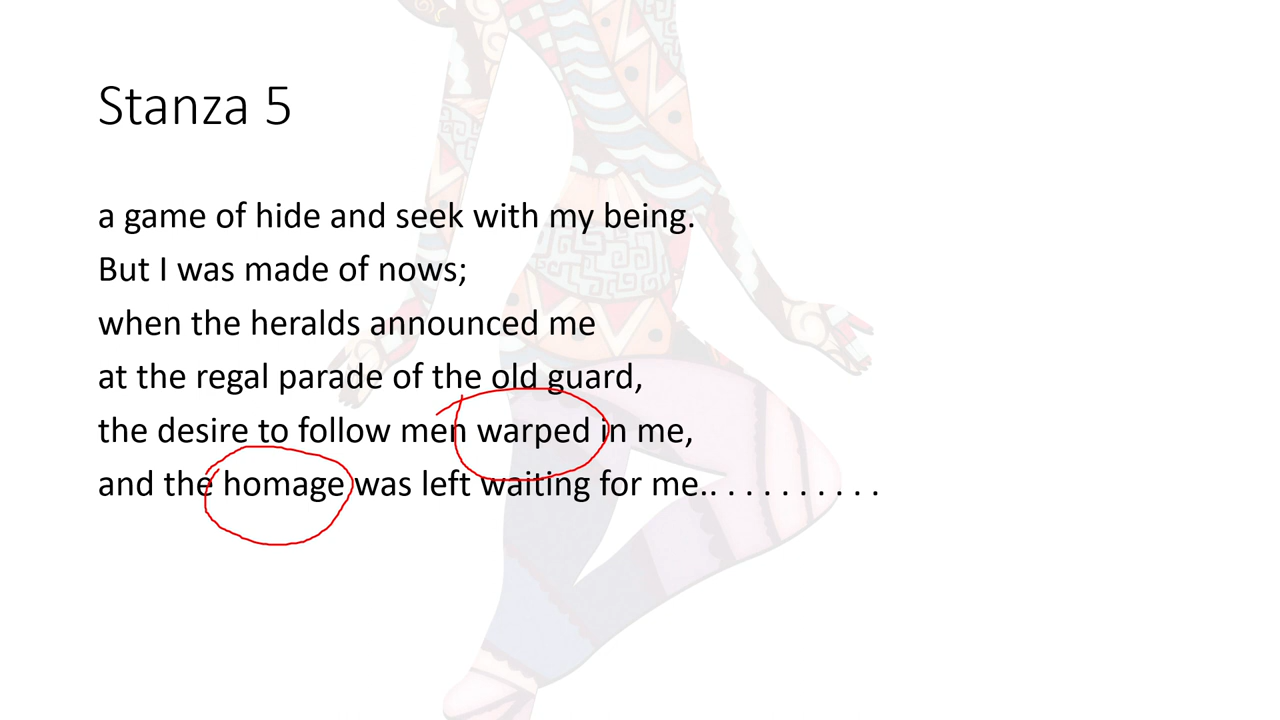 Stanza 5
a game of hide and seek with my being.
But I was made of nows;
when the heralds announced me
at the regal parade of the old guard,
the desire to follow men warped in me,
and the homage was left waiting for me.. . . . . . . . . .